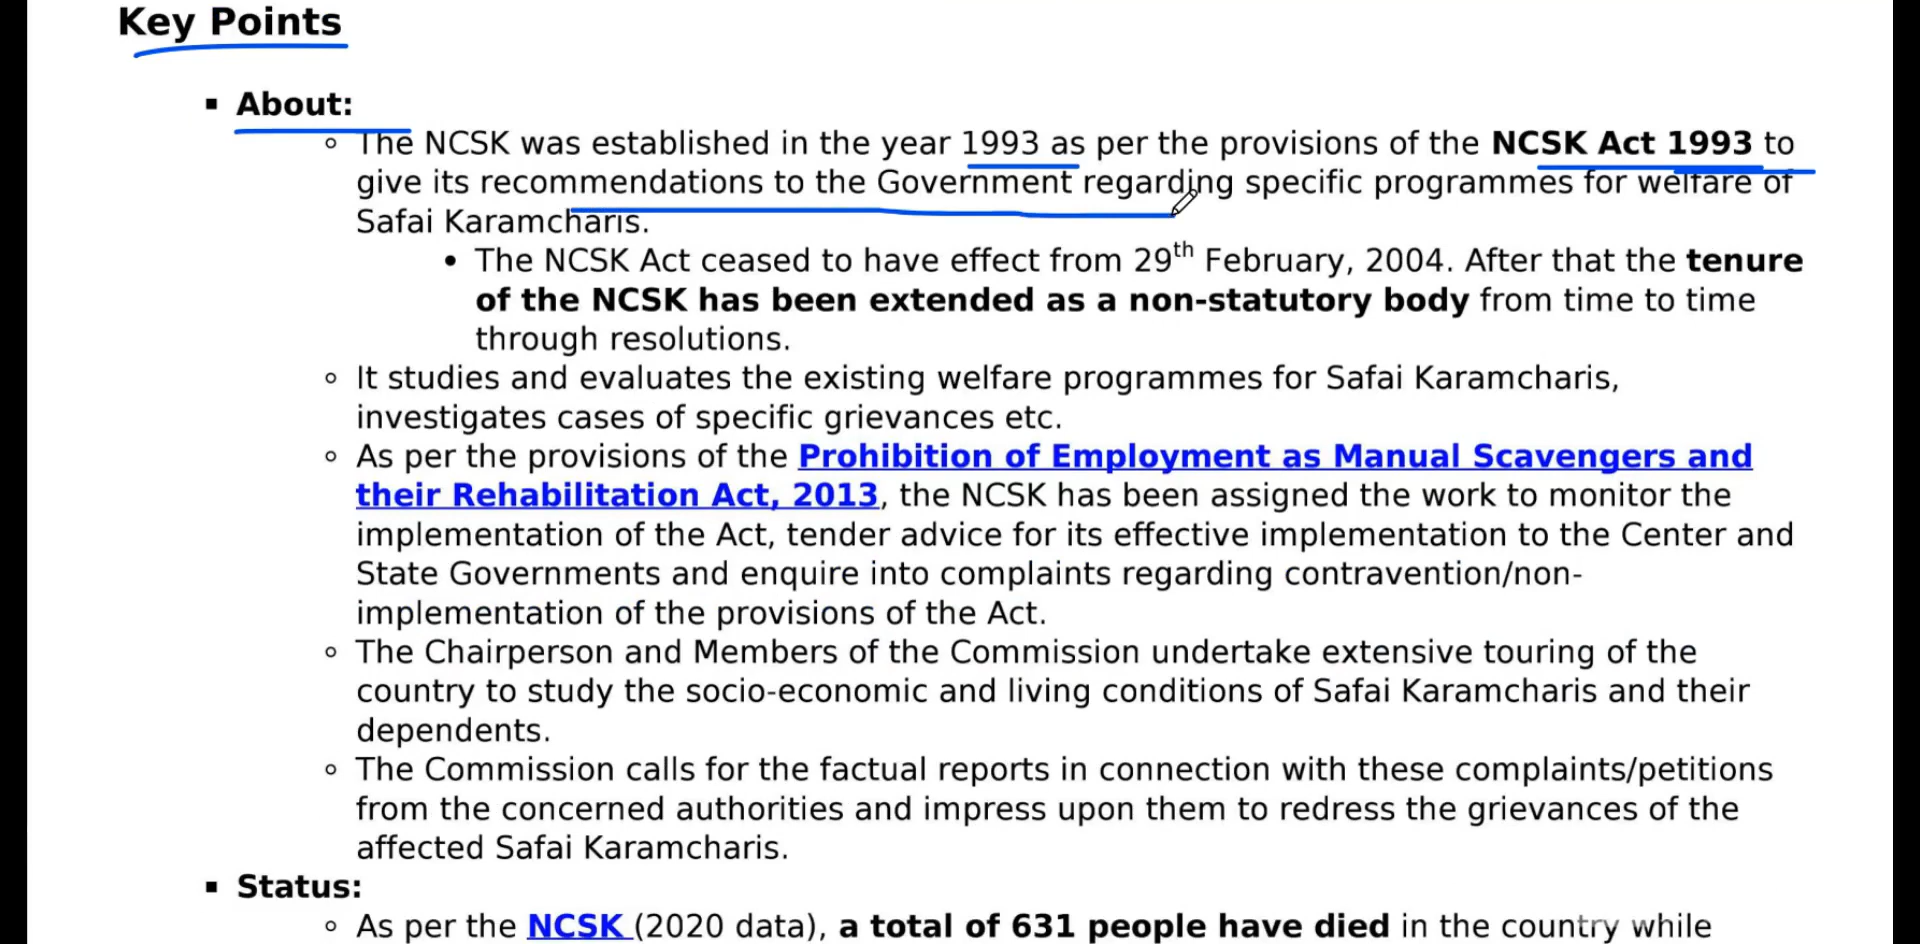 Key Points
About:
The NCSK was established in the year 1993 as per the provisions of the NCSK Act 1993 to
give its recommendations to the Government regarding specific programmes for welfare of
Safai Karamcharis.
The NCSK Act ceased to have effect from 29th February, 2004. After that the tenure
of the NCSK has been extended as a non-statutory body from time to time
through resolutions.
It studies and evaluates the existing welfare programmes for Safai Karamcharis,
investigates cases of specific grievances etc.
As per the provisions of the Prohibition of Employment as Manual Scavengers and
their Rehabilitation Act, 2013, the NCSK has been assigned the work to monitor the
implementation of the Act, tender advice for its effective implementation to the Center and
State Governments and enquire into complaints regarding contravention/non-
implementation of the provisions of the Act.
The Chairperson and Members of the Commission undertake extensive touring of the
country to study the socio-economic and living conditions of Safai Karamcharis and their
dependents.
The Commission calls for the factual reports in connection with these complaints/petitions
from the concerned authorities and impress upon them to redress the grievances of the
affected Safai Karamcharis.
Status:
As per the NCSK (2020 data), a total of 631 people have died in the country while